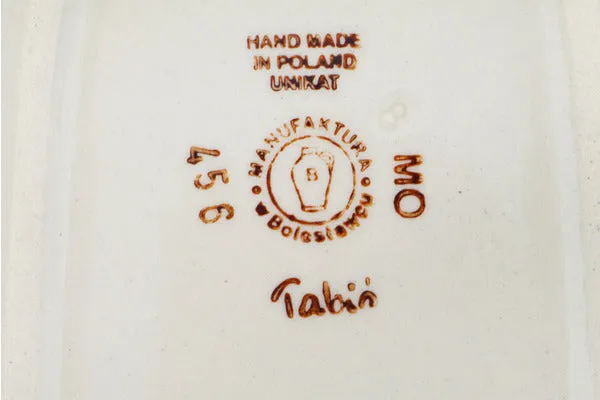 HAND MADE
IN POLAND
UNIKAT
MANUFAKTURA
w Bolesławcu
B
456
MO
Tabiś